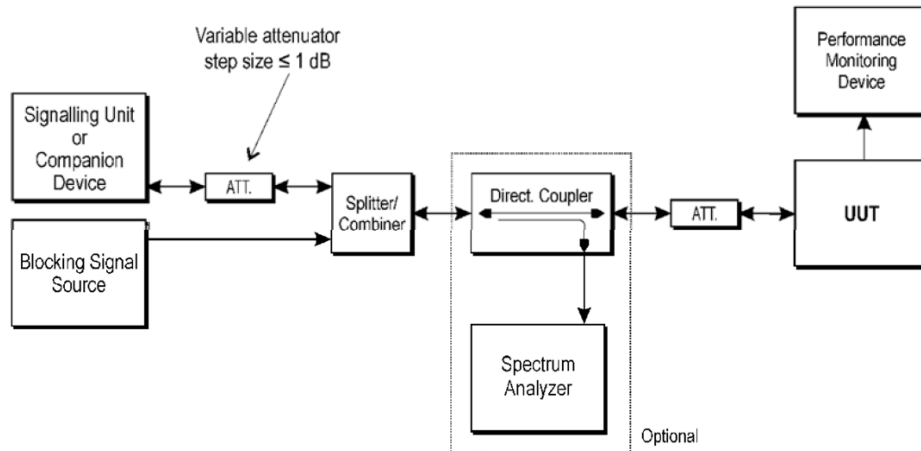 Variable attenuator
step size ≤ 1 dB
Performance
Monitoring
Device
Signalling Unit
or
Companion
Device
ATT.
Splitter/
Combiner
Direct. Coupler
ATT.
UUT
Blocking Signal
Source
Spectrum
Analyzer
Optional